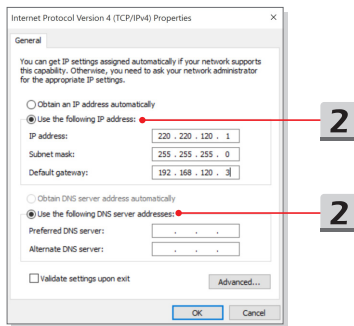 Internet Protocol Version 4 (TCP/IPv4) Properties
General
You can get IP settings assigned automatically if your network supports
this capability. Otherwise, you need to ask your network administrator
for the appropriate IP settings.
Obtain an IP address automatically
Use the following IP address:
2
IP address: 220 . 220 . 120 . 1
Subnet mask: 255 . 255 . 255 . 0
Default gateway: 192 . 168 . 120 . 3
Obtain DNS server address automatically
Use the following DNS server addresses:
2
Preferred DNS server: . . .
Alternate DNS server: . . .
Validate settings upon exit
Advanced...
OK Cancel